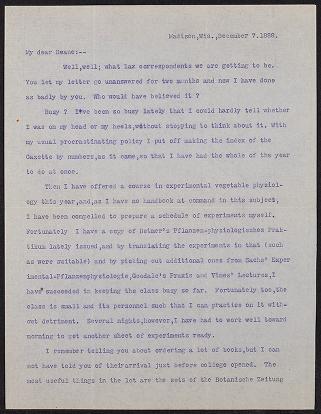 Madison,Wis.,December 7.1888.
My dear Deane:--
Well,well; what lax correspondents we are getting to be.
You let my letter go unanswered for two months and now I have done
as badly by you. Who would have believed it ?
Busy ? I've been so busy lately that I could hardly tell whether
I was on my head or my heels,without stopping to think about it. With
my usual procrastinating policy I put off making the index of the
Gazette by numbers,as it came,so that I have had the whole of the year
to do at once.
Then I have offered a course in experimental vegetable physiol-
ogy this year,and,as I have no handbook at command in this subject,
I have been compelled to prepare a schedule of experiments myself.
Fortunately I have a copy of Detmer's Pflanzen-physiologisches Prak-
tikum lately issued,and by translating the experiments in that (such
as were suitable) and by picking out additional ones from Sachs' Exper
imental-Pflanzenphysiologie,Goodale's Praxis and Vines' Lectures,I
have succeeded in keeping the class busy so far. Fortunately too,the
class is small and its personnel such that I can practice on it with-
out detriment. Several nights,however,I have had to work well toward
morning to get another sheet of experiments ready.
I remember telling you about ordering a lot of books,but I can
not have told you of theirarrival just before college opened. The
most useful things in the lot are the sets of the Botanische Zeitung